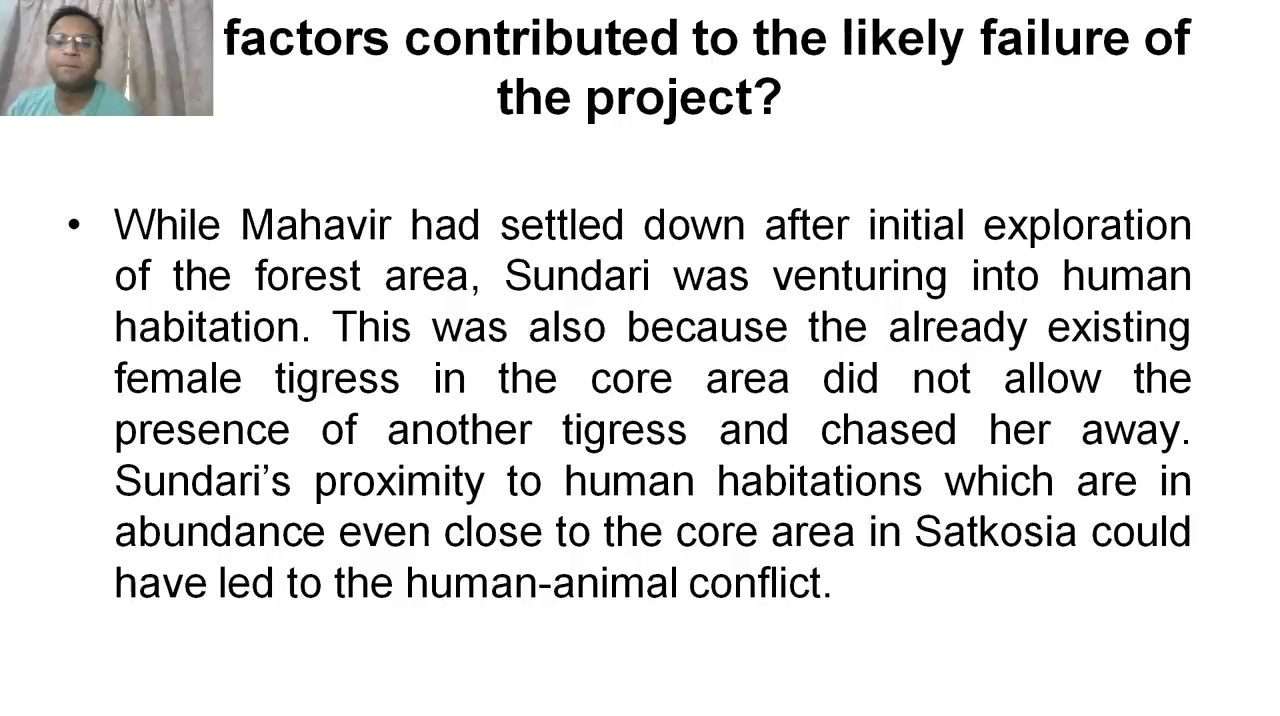 factors contributed to the likely failure of
the project?
• While Mahavir had settled down after initial exploration
of the forest area, Sundari was venturing into human
habitation. This was also because the already existing
female tigress in the core area did not allow the
presence of another tigress and chased her away.
Sundari’s proximity to human habitations which are in
abundance even close to the core area in Satkosia could
have led to the human-animal conflict.